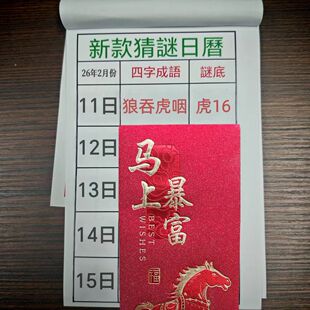 新款猜謎日曆
26年2月份 四字成語 謎底
11日 狼吞虎咽 虎16
12日
13日
14日
15日
马上
暴富
BEST
WISHES